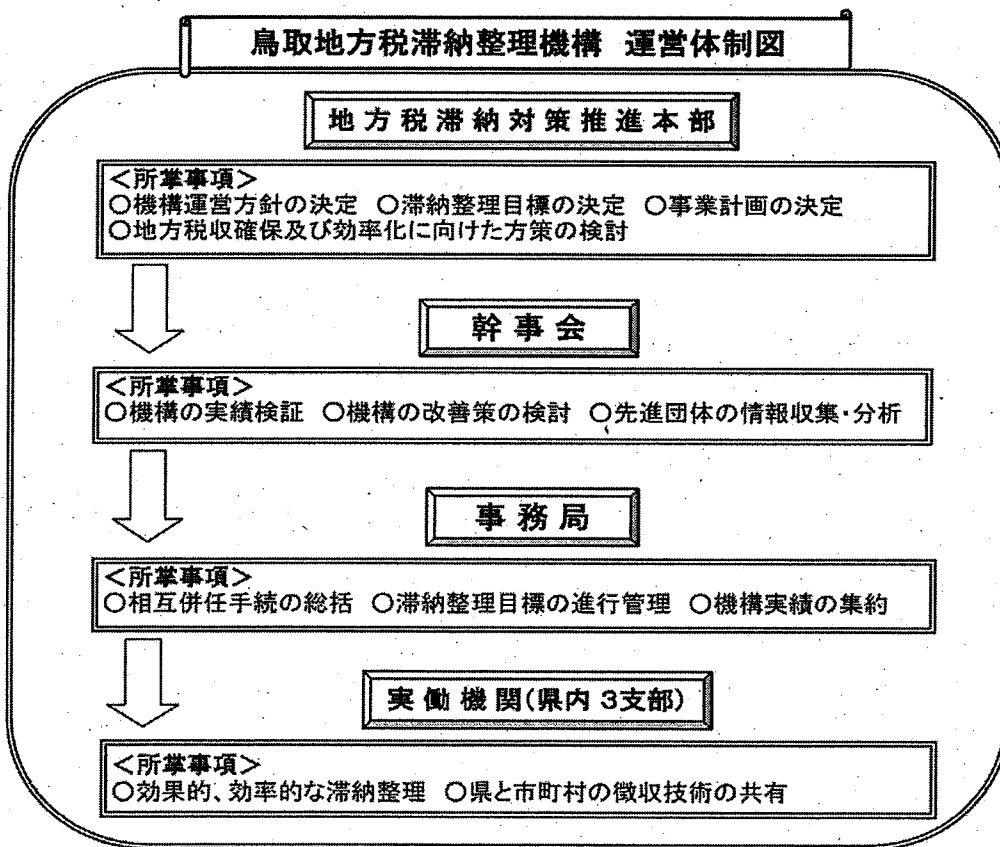 鳥取地方税滞納整理機構 運営体制図
地方税滞納対策推進本部
<所掌事項>
○機構運営方針の決定 ○滞納整理目標の決定 ○事業計画の決定
○地方税収確保及び効率化に向けた方策の検討
幹事会
<所掌事項>
○機構の実績検証 ○機構の改善策の検討 ○先進団体の情報収集・分析
事務局
<所掌事項>
○相互併任手続の総括 ○滞納整理目標の進行管理 ○機構実績の集約
実働機関(県内 3支部)
<所掌事項>
○効果的、効率的な滞納整理 ○県と市町村の徴収技術の共有